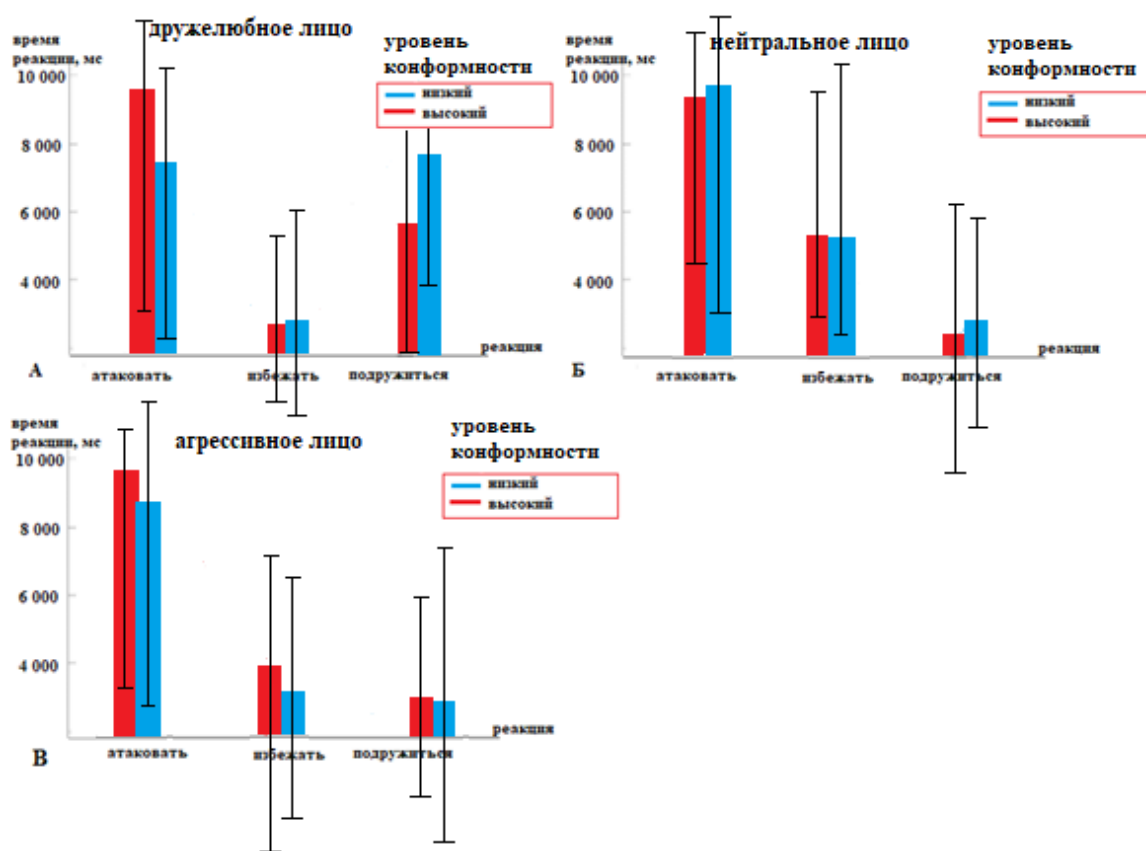 дружелюбное лицо
время
реакции, мс
уровень
конформности
низкий
высокий
10 000
8 000
6 000
4 000
реакция
А
атаковать
избежать
подружиться
нейтральное лицо
время
реакции, мс
уровень
конформности
низкий
высокий
10 000
8 000
6 000
4 000
реакция
Б
атаковать
избежать
подружиться
агрессивное лицо
время
реакции, мс
уровень
конформности
низкий
высокий
10 000
8 000
6 000
4 000
реакция
В
атаковать
избежать
подружиться